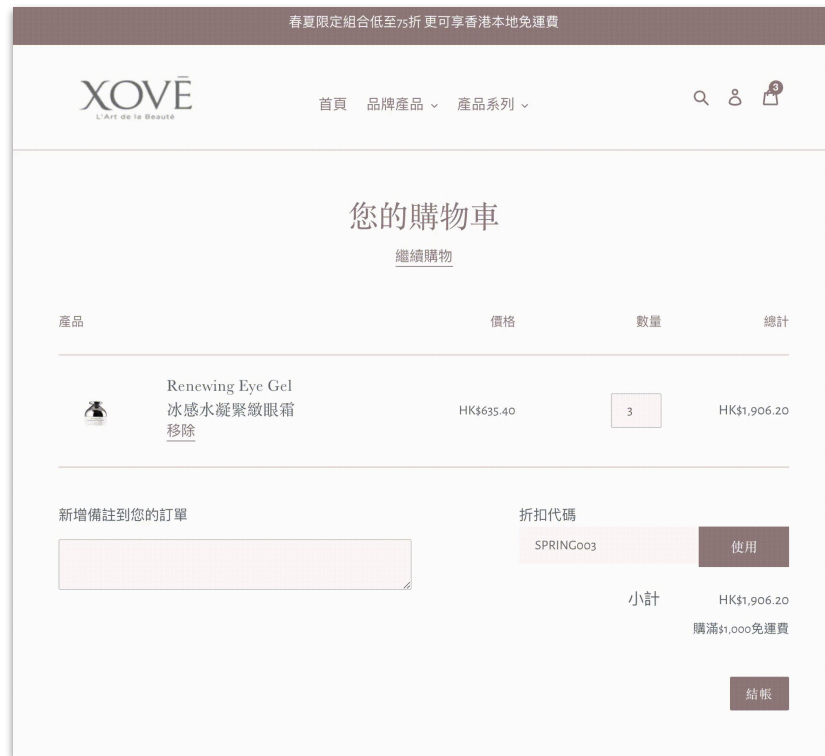 春夏限定組合低至75折 更可享香港本地免運費
XOVĒ
L'Art de la Beauté
首頁 品牌產品 產品系列
3
您的購物車
繼續購物
產品 價格 數量 總計
Renewing Eye Gel
冰感水凝緊緻眼霜
移除
HK$635.40 3 HK$1,906.20
新增備註到您的訂單
折扣代碼
SPRING003 使用
小計 HK$1,906.20
購滿$1,000免運費
結帳